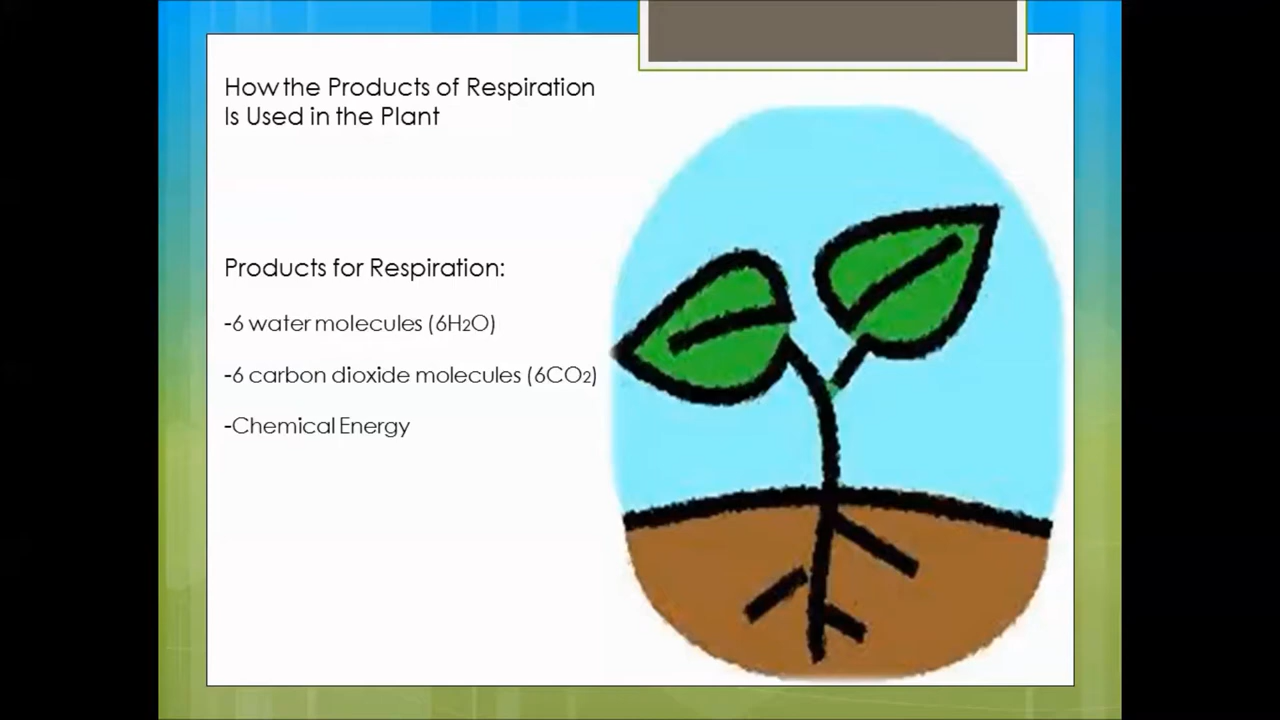 How the Products of Respiration
Is Used in the Plant
Products for Respiration:
-6 water molecules (6H2O)
-6 carbon dioxide molecules (6CO2)
-Chemical Energy